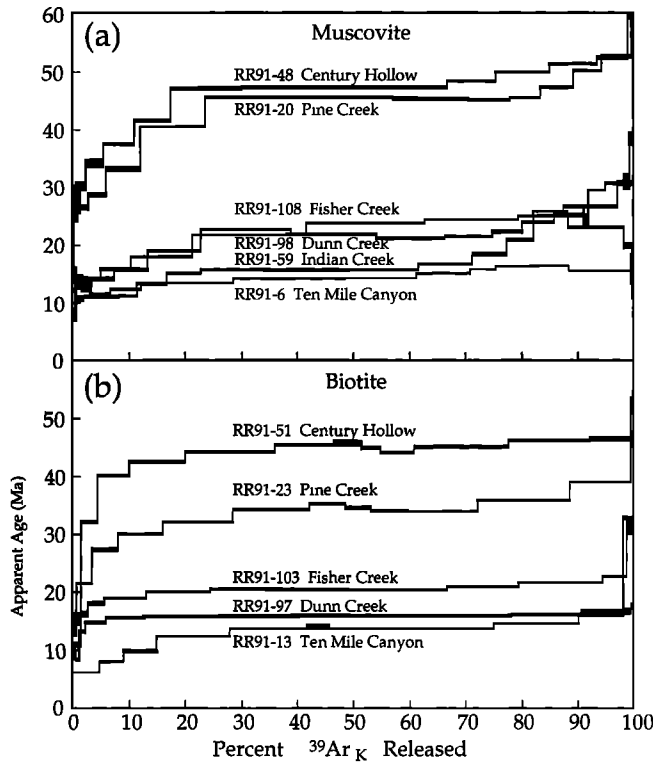 60
(a)
Muscovite
50
RR91-48 Century Hollow
RR91-20 Pine Creek
40
30
RR91-108 Fisher Creek
20
RR91-98 Dunn Creek
RR91-59 Indian Creek
10
RR91-6 Ten Mile Canyon
0
(b)
Biotite
50
RR91-51 Century Hollow
40
RR91-23 Pine Creek
30
Apparent Age (Ma)
20
RR91-103 Fisher Creek
RR91-97 Dunn Creek
10
RR91-13 Ten Mile Canyon
0
0 10 20 30 40 50 60 70 80 90 100
Percent ³⁹Ar K Released